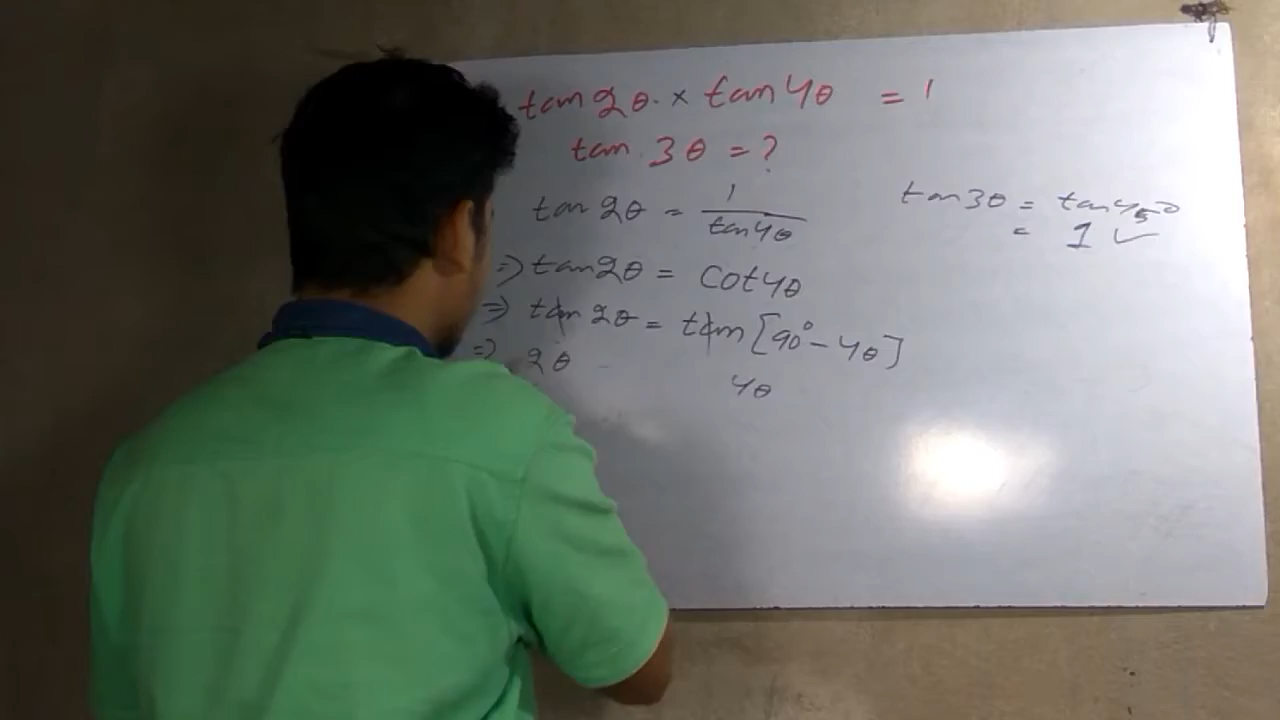 tan 2θ. × tan 4θ = 1
tan 3θ = ?
tan 2θ = 1/tan 4θ
⇒ tan 2θ = cot 4θ
⇒ tan 2θ = tan [90° - 4θ]
⇒ 2θ
4θ
tan 3θ = tan 45°
= 1 ✓